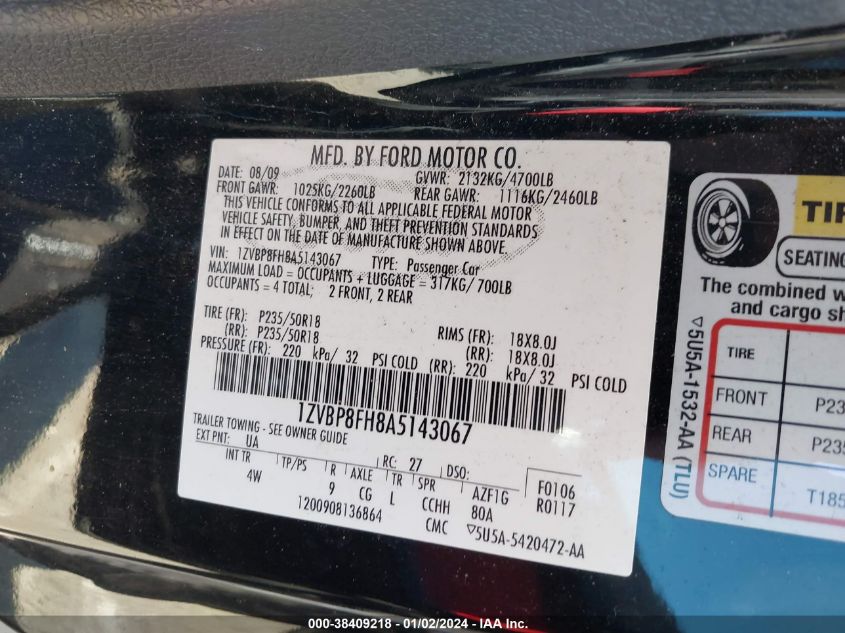 MFD. BY FORD MOTOR CO.
DATE: 08/09 GVWR: 2132KG/4700LB
FRONT GAWR: 1025KG/2260LB REAR GAWR: 1116KG/2460LB
THIS VEHICLE CONFORMS TO ALL APPLICABLE FEDERAL MOTOR
VEHICLE SAFETY, BUMPER, AND THEFT PREVENTION STANDARDS
IN EFFECT ON THE DATE OF MANUFACTURE SHOWN ABOVE.
VIN: 1ZVBP8FH8A5143067 TYPE: Passenger Car
MAXIMUM LOAD = OCCUPANTS + LUGGAGE = 317KG/ 700LB
OCCUPANTS = 4 TOTAL; 2 FRONT, 2 REAR
TIRE (FR): P235/50R18 RIMS (FR): 18X8.0J
(RR): P235/50R18 (RR): 18X8.0J
PRESSURE (FR): 220 kPa/ 32 PSI COLD (RR): 220 kPa/ 32 PSI COLD
1ZVBP8FH8A5143067
TRAILER TOWING - SEE OWNER GUIDE
EXT PNT: UA RC: 27 DSO:
INT TR TP/PS R AXLE TR SPR AZF1G F0106
4W 9 CG L CCHH 80A R0117
1200908136864 CMC ▽5U5A-5420472-AA
TIR
SEATING
The combined w
and cargo sh
TIRE
FRONT P23
REAR P235
SPARE T185
▽5U5A-1532-AA (TLU)
000-38409218 - 01/02/2024 - IAA Inc.